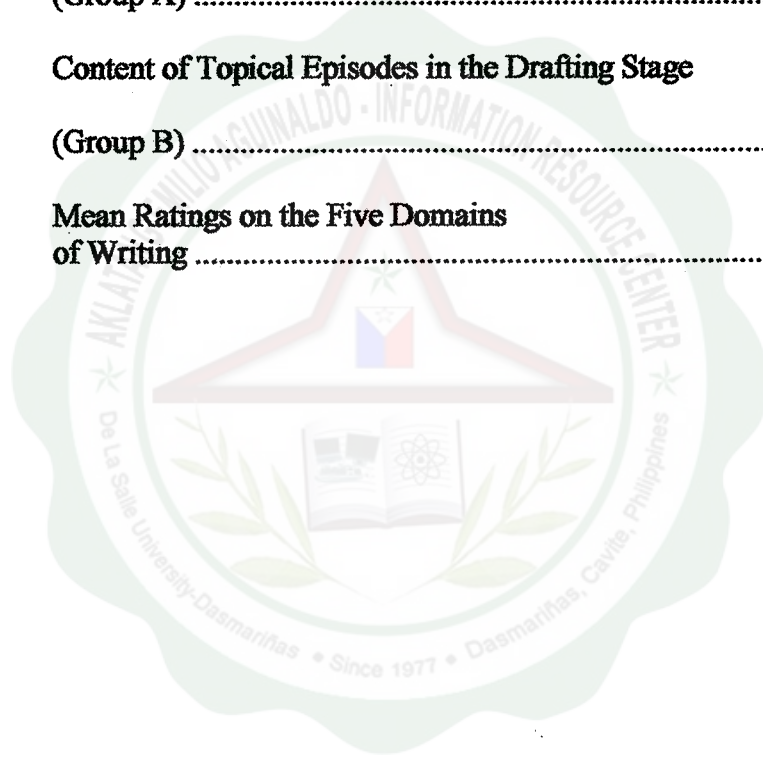 (Group A) ..........................................................................
Content of Topical Episodes in the Drafting Stage
(Group B) ..........................................................................
Mean Ratings on the Five Domains
of Writing ..........................................................................
AKLATANG EMILIO AGUINALDO - INFORMATION RESOURCE CENTER
De La Salle University-Dasmariñas • Since 1977 • Dasmariñas, Cavite, Philippines